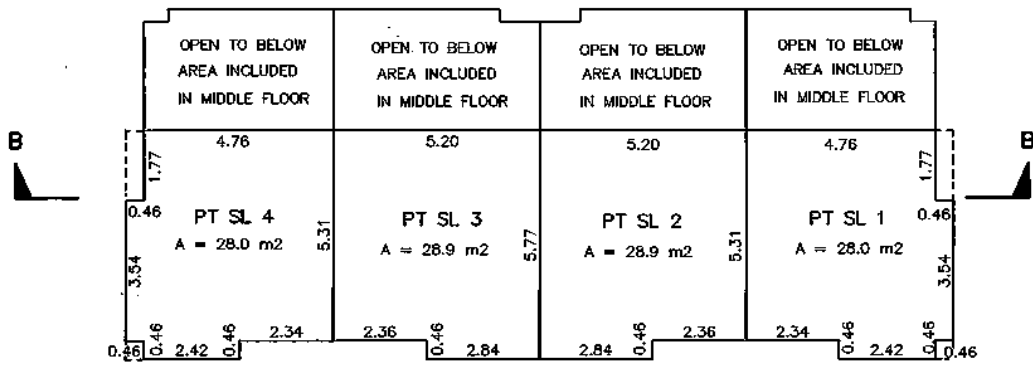 OPEN TO BELOW
AREA INCLUDED
IN MIDDLE FLOOR
OPEN TO BELOW
AREA INCLUDED
IN MIDDLE FLOOR
OPEN TO BELOW
AREA INCLUDED
IN MIDDLE FLOOR
OPEN TO BELOW
AREA INCLUDED
IN MIDDLE FLOOR
B
B
4.76
5.20
5.20
4.76
1.77
1.77
0.46
0.46
PT SL 4
A = 28.0 m2
PT SL 3
A = 28.9 m2
PT SL 2
A = 28.9 m2
PT SL 1
A = 28.0 m2
3.54
5.31
5.77
5.31
3.54
0.46
0.46
2.42
0.46
2.34
2.36
0.46
2.84
2.84
0.46
2.36
2.34
0.46
2.42
0.46
0.46